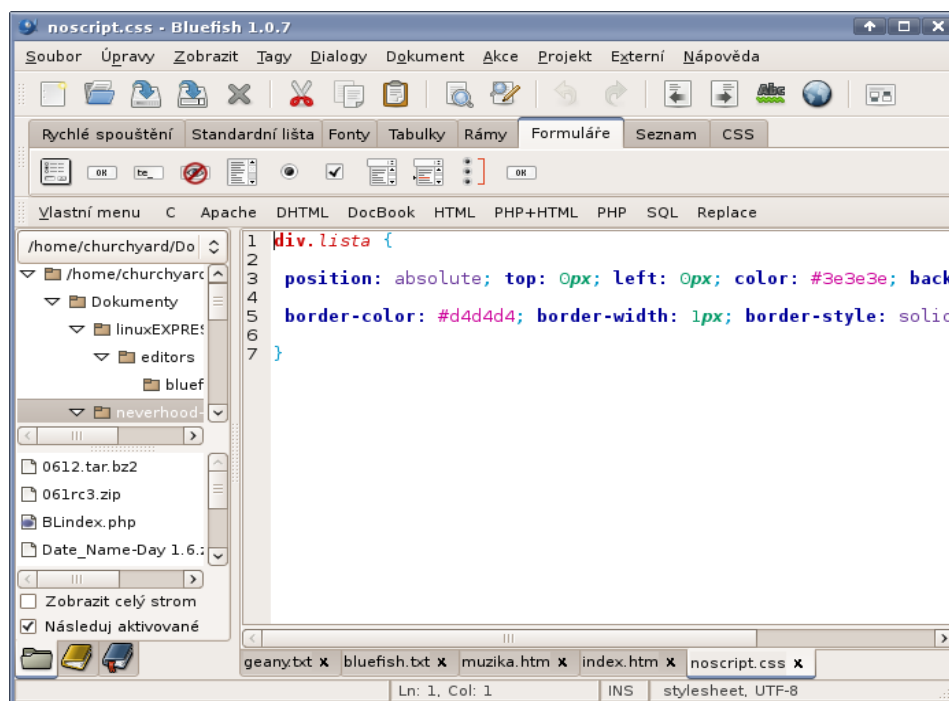 noscript.css - Bluefish 1.0.7
Soubor Úpravy Zobrazit Tagy Dialogy Dokument Akce Projekt Externí Nápověda
Abc
Rychlé spouštění Standardní lišta Fonty Tabulky Rámy Formuláře Seznam CSS
OK te_ OK
Vlastní menu C Apache DHTML DocBook HTML PHP+HTML PHP SQL Replace
/home/churchyard/Do
/home/churchyard
Dokumenty
linuxEXPRES
editors
bluef
neverhood-
0612.tar.bz2
061rc3.zip
BLindex.php
Date_Name-Day 1.6.z
Zobrazit celý strom
Následuj aktivované
1 div.lista {
2
3 position: absolute; top: 0px; left: 0px; color: #3e3e3e; back
4
5 border-color: #d4d4d4; border-width: 1px; border-style: solid
6
7 }
geany.txt x bluefish.txt x muzika.htm x index.htm x noscript.css x
Ln: 1, Col: 1 INS stylesheet, UTF-8